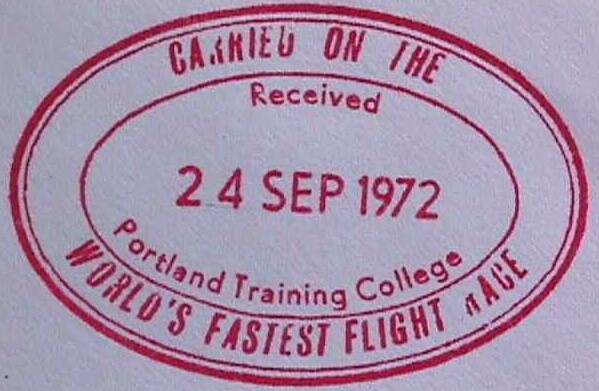 CARRIED ON THE
Received
24 SEP 1972
Portland Training College
WORLD'S FASTEST FLIGHT RACE